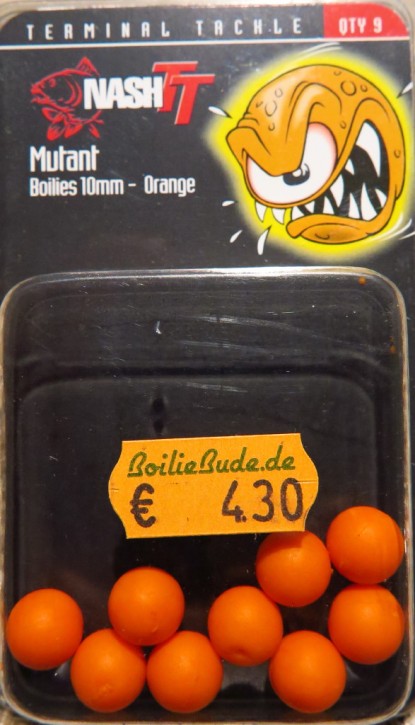 TERMINAL TACKLE QTY 9
NASH TT
Mutant
Boilies 10mm - Orange
BoilieBude.de
€ 4.30